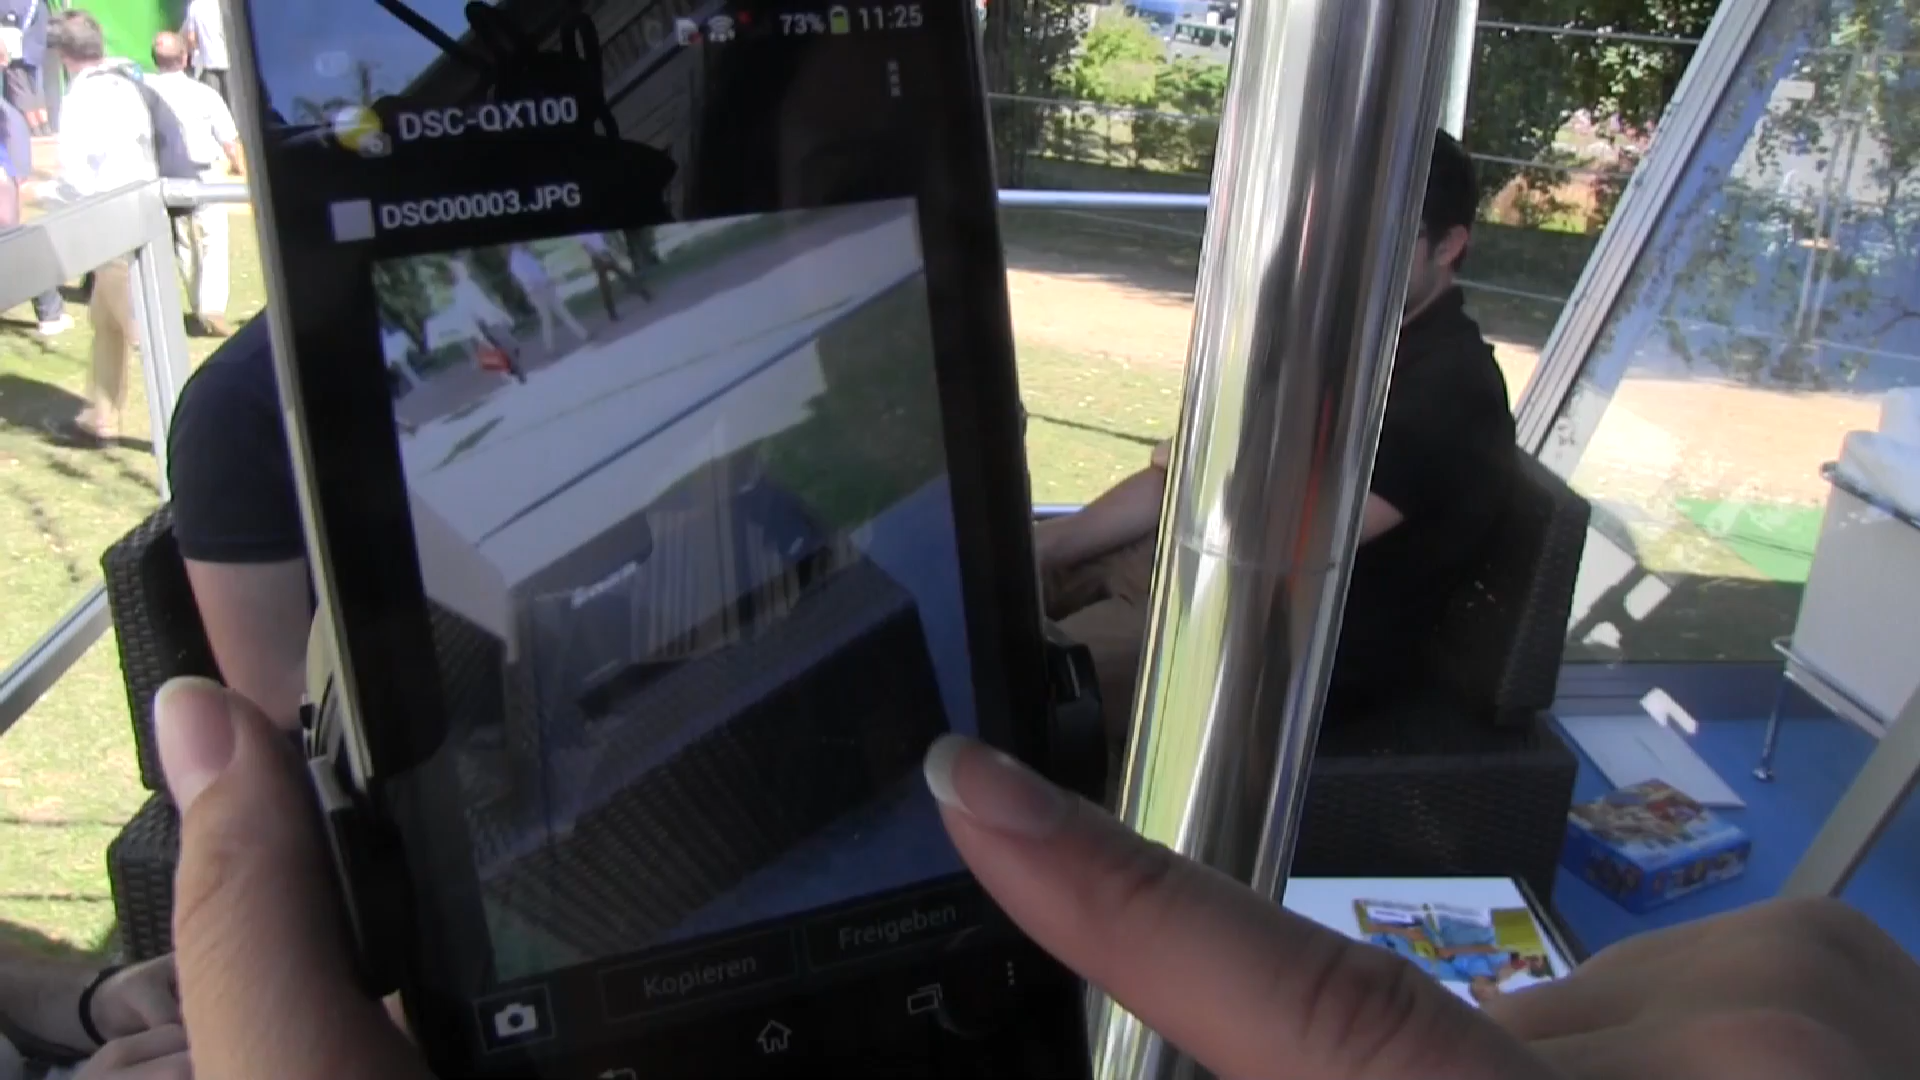 73% 11:25
DSC-QX100
DSC00003.JPG
Kopieren
Freigeben